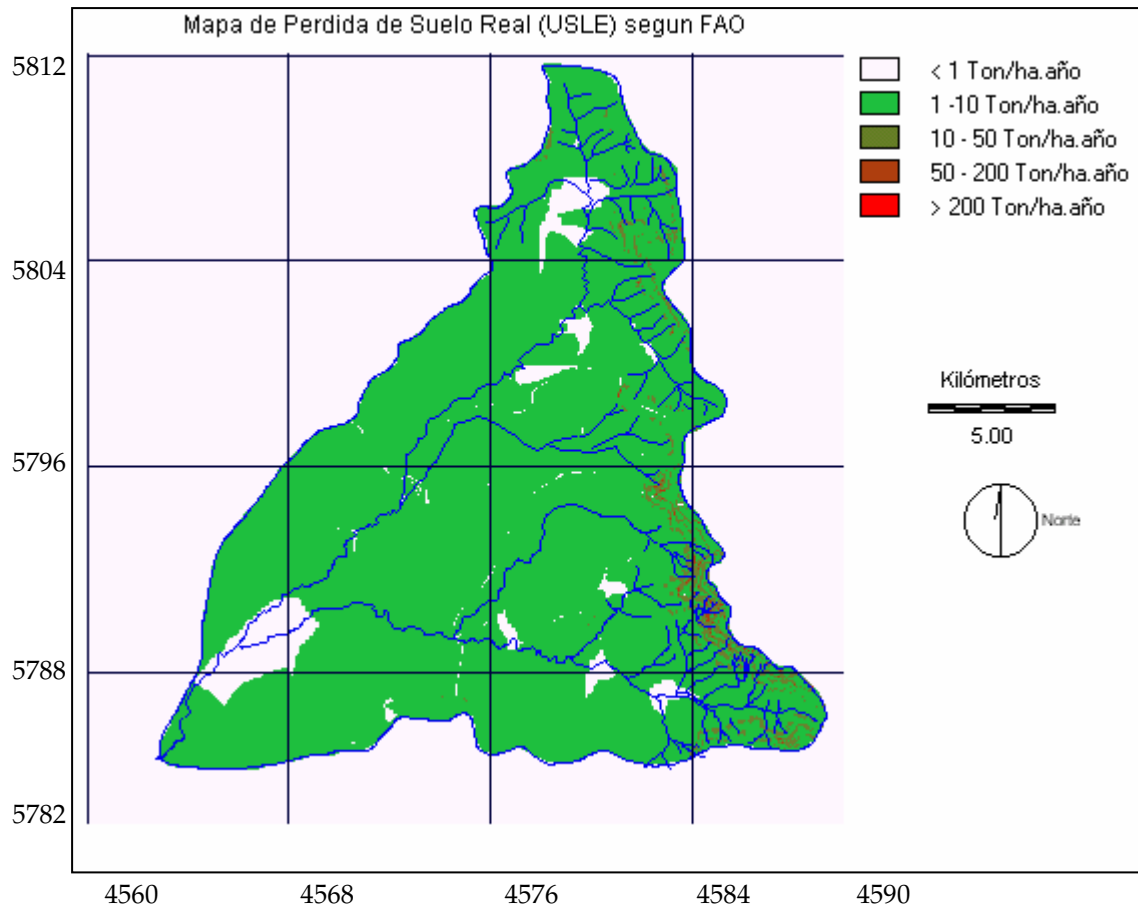 Mapa de Perdida de Suelo Real (USLE) segun FAO
5812
5804
5796
5788
5782
< 1 Ton/ha.año
1 -10 Ton/ha.año
10 - 50 Ton/ha.año
50 - 200 Ton/ha.año
> 200 Ton/ha.año
Kilómetros
5.00
Norte
4560 4568 4576 4584 4590